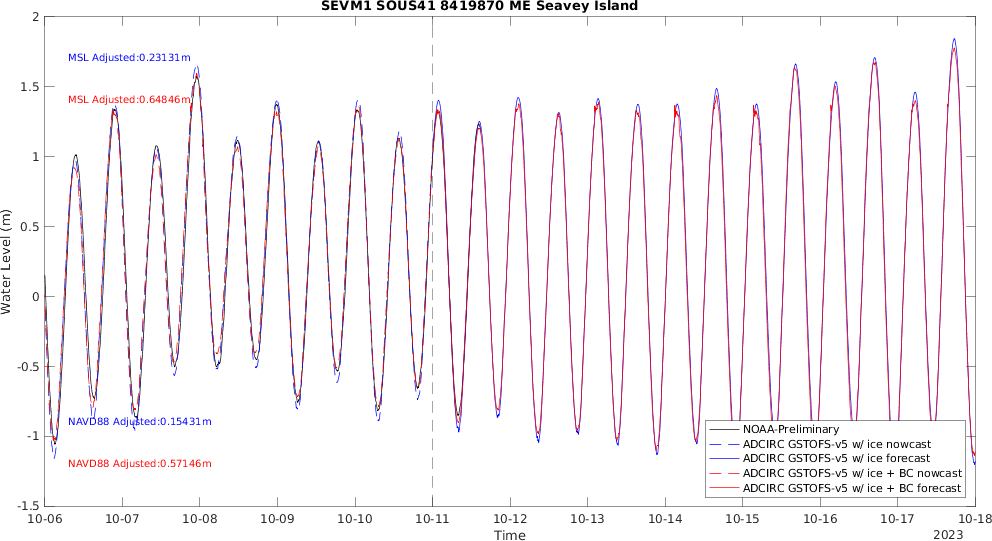 SEVM1 SOUS41 8419870 ME Seavey Island
2
1.5
1
0.5
0
-0.5
-1
-1.5
Water Level (m)
MSL Adjusted:0.23131m
MSL Adjusted:0.64846m
NAVD88 Adjusted:0.15431m
NAVD88 Adjusted:0.57146m
NOAA-Preliminary
ADCIRC GSTOFS-v5 w/ ice nowcast
ADCIRC GSTOFS-v5 w/ ice forecast
ADCIRC GSTOFS-v5 w/ ice + BC nowcast
ADCIRC GSTOFS-v5 w/ ice + BC forecast
10-06 10-07 10-08 10-09 10-10 10-11 10-12 10-13 10-14 10-15 10-16 10-17 10-18
Time
2023